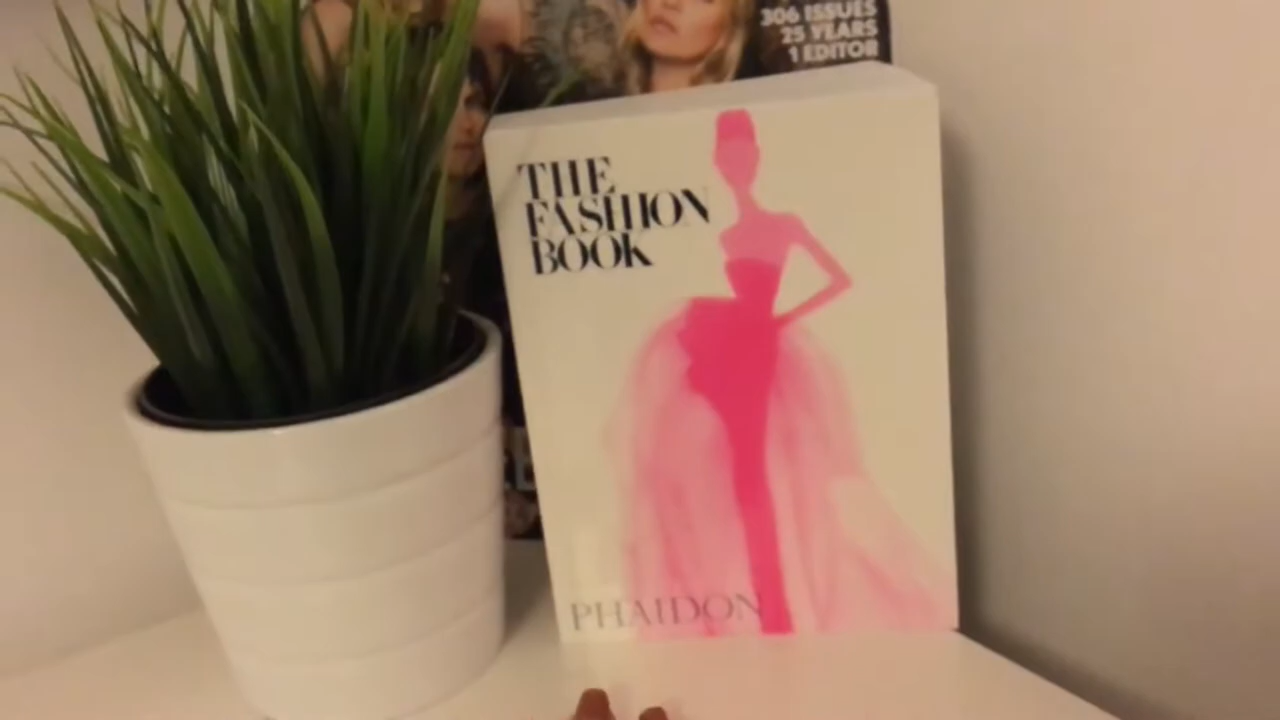 306 ISSUES
25 YEARS
1 EDITOR
THE
FASHION
BOOK
PHAIDON